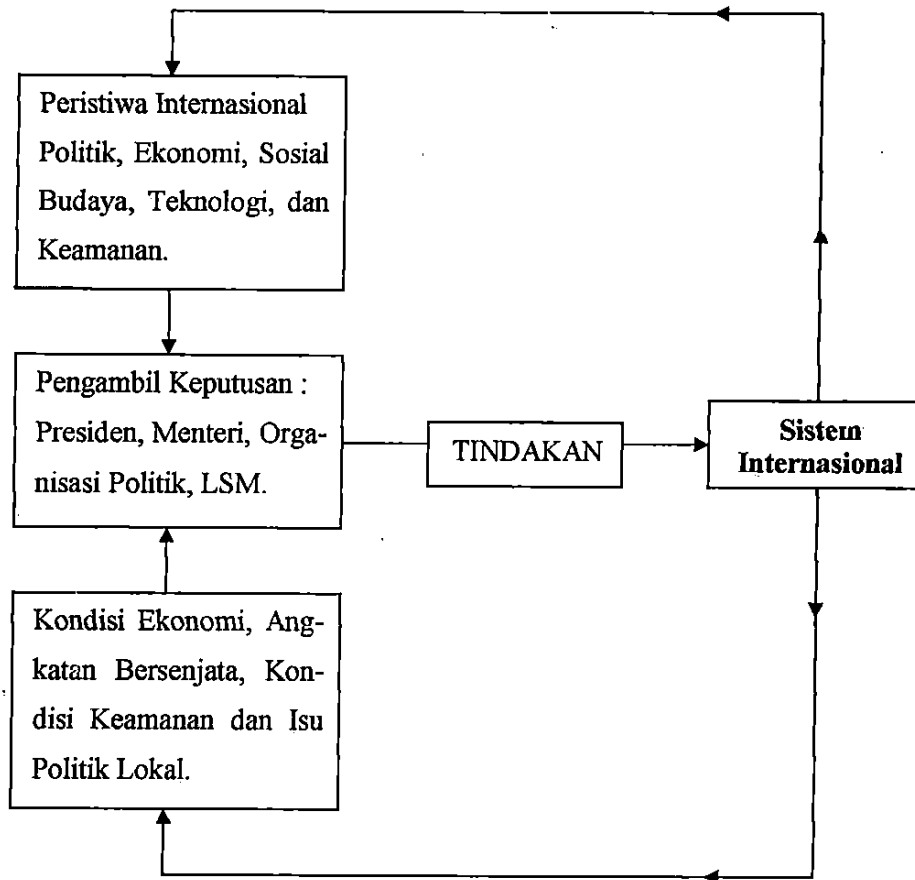 Peristiwa Internasional
Politik, Ekonomi, Sosial
Budaya, Teknologi, dan
Keamanan.
Pengambil Keputusan :
Presiden, Menteri, Orga-
nisasi Politik, LSM.
TINDAKAN
Sistem
Internasional
Kondisi Ekonomi, Ang-
katan Bersenjata, Kon-
disi Keamanan dan Isu
Politik Lokal.